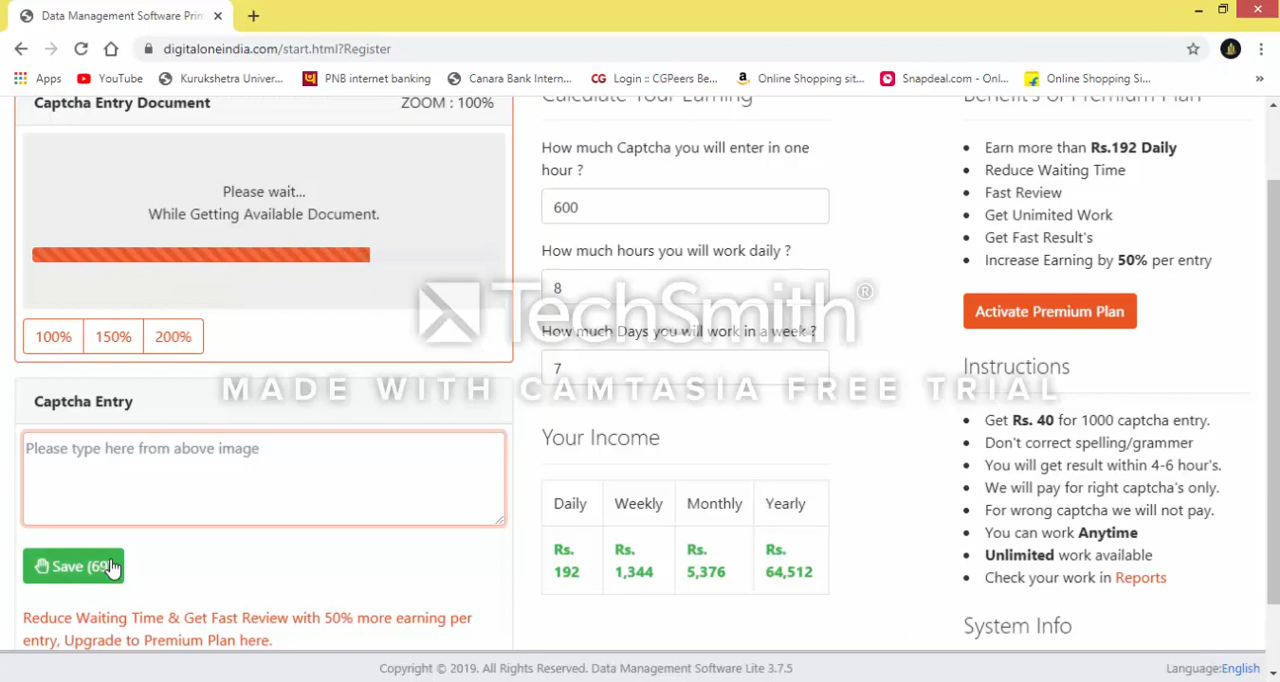 Data Management Software Prim
digitaloneindia.com/start.html?Register
Apps
YouTube
Kurukshetra Univer...
PNB internet banking
Canara Bank Intern...
CG Login :: CGPeers Be...
Online Shopping sit...
Snapdeal.com - Onl...
Online Shopping Si...
»
Captcha Entry Document
ZOOM : 100%
Please wait...
While Getting Available Document.
100%
150%
200%
Captcha Entry
Please type here from above image
Save (69
Reduce Waiting Time & Get Fast Review with 50% more earning per
entry, Upgrade to Premium Plan here.
Calculate Your Earning
How much Captcha you will enter in one
hour ?
600
How much hours you will work daily ?
8
How much Days you will work in a week ?
7
Your Income
Daily Weekly Monthly Yearly
Rs. Rs. Rs. Rs.
192 1,344 5,376 64,512
Benefit's of Premium Plan
Earn more than Rs.192 Daily
Reduce Waiting Time
Fast Review
Get Unimited Work
Get Fast Result's
Increase Earning by 50% per entry
Activate Premium Plan
Instructions
Get Rs. 40 for 1000 captcha entry.
Don't correct spelling/grammer
You will get result within 4-6 hour's.
We will pay for right captcha's only.
For wrong captcha we will not pay.
You can work Anytime
Unlimited work available
Check your work in Reports
System Info
TechSmith®
MADE WITH CAMTASIA FREE TRIAL
Copyright © 2019. All Rights Reserved. Data Management Software Lite 3.7.5
Language:English